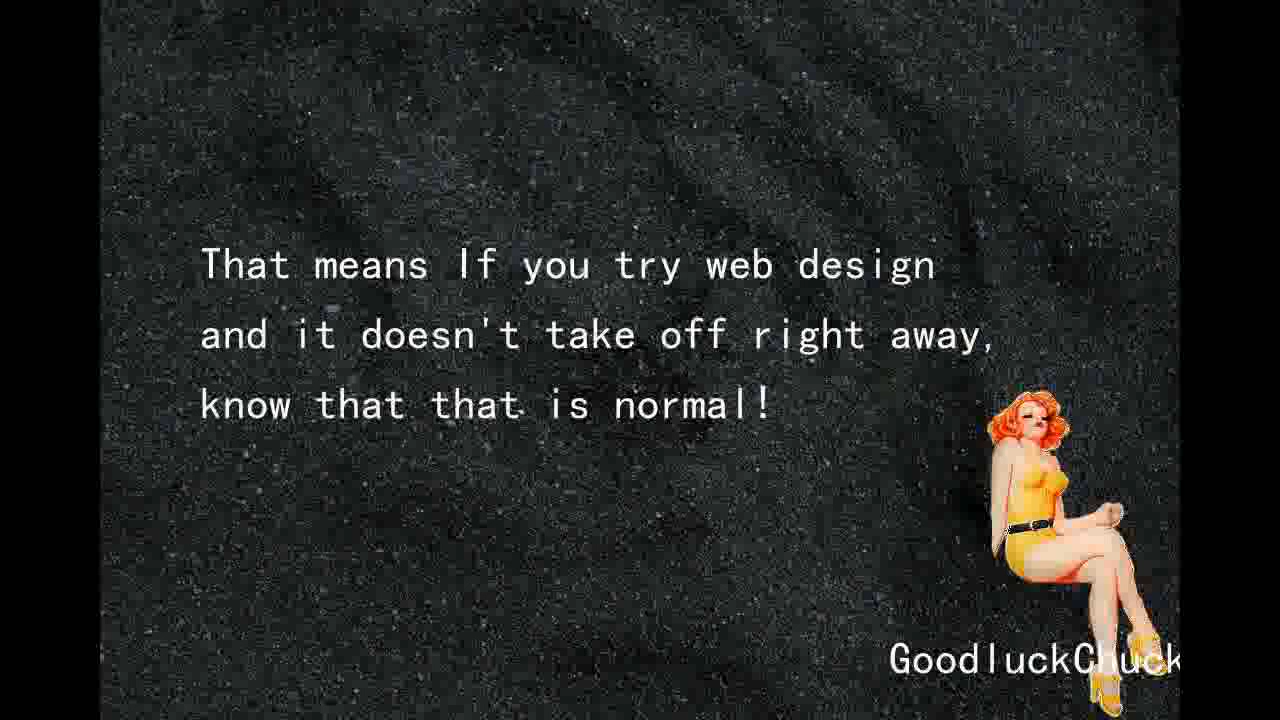 That means If you try web design
and it doesn't take off right away,
know that that is normal!
GoodluckChuck